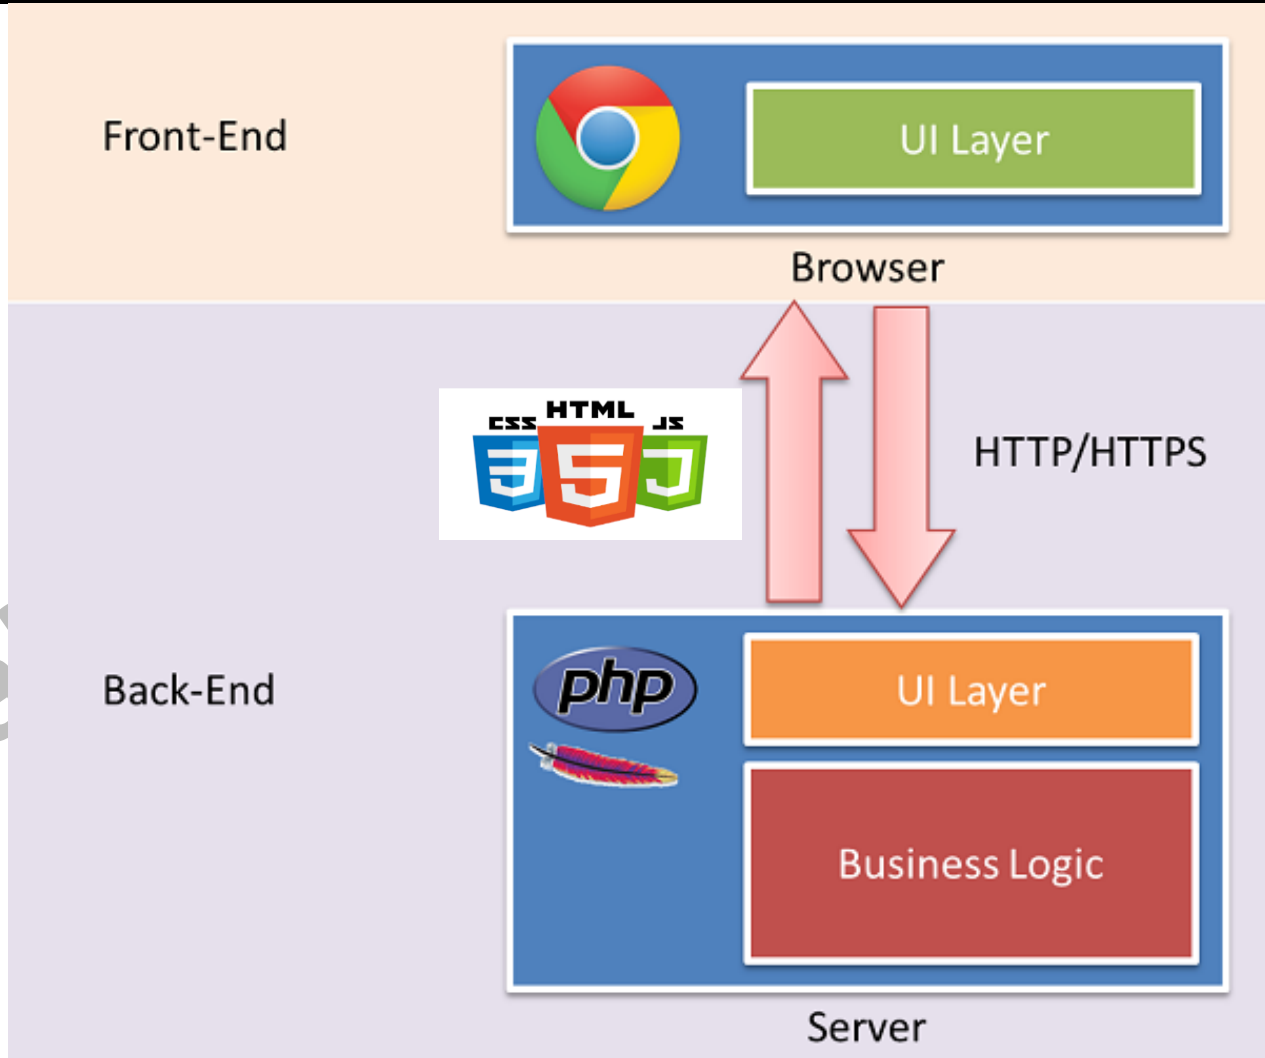 Front-End
UI Layer
Browser
CSS HTML JS
HTTP/HTTPS
Back-End
php
UI Layer
Business Logic
Server